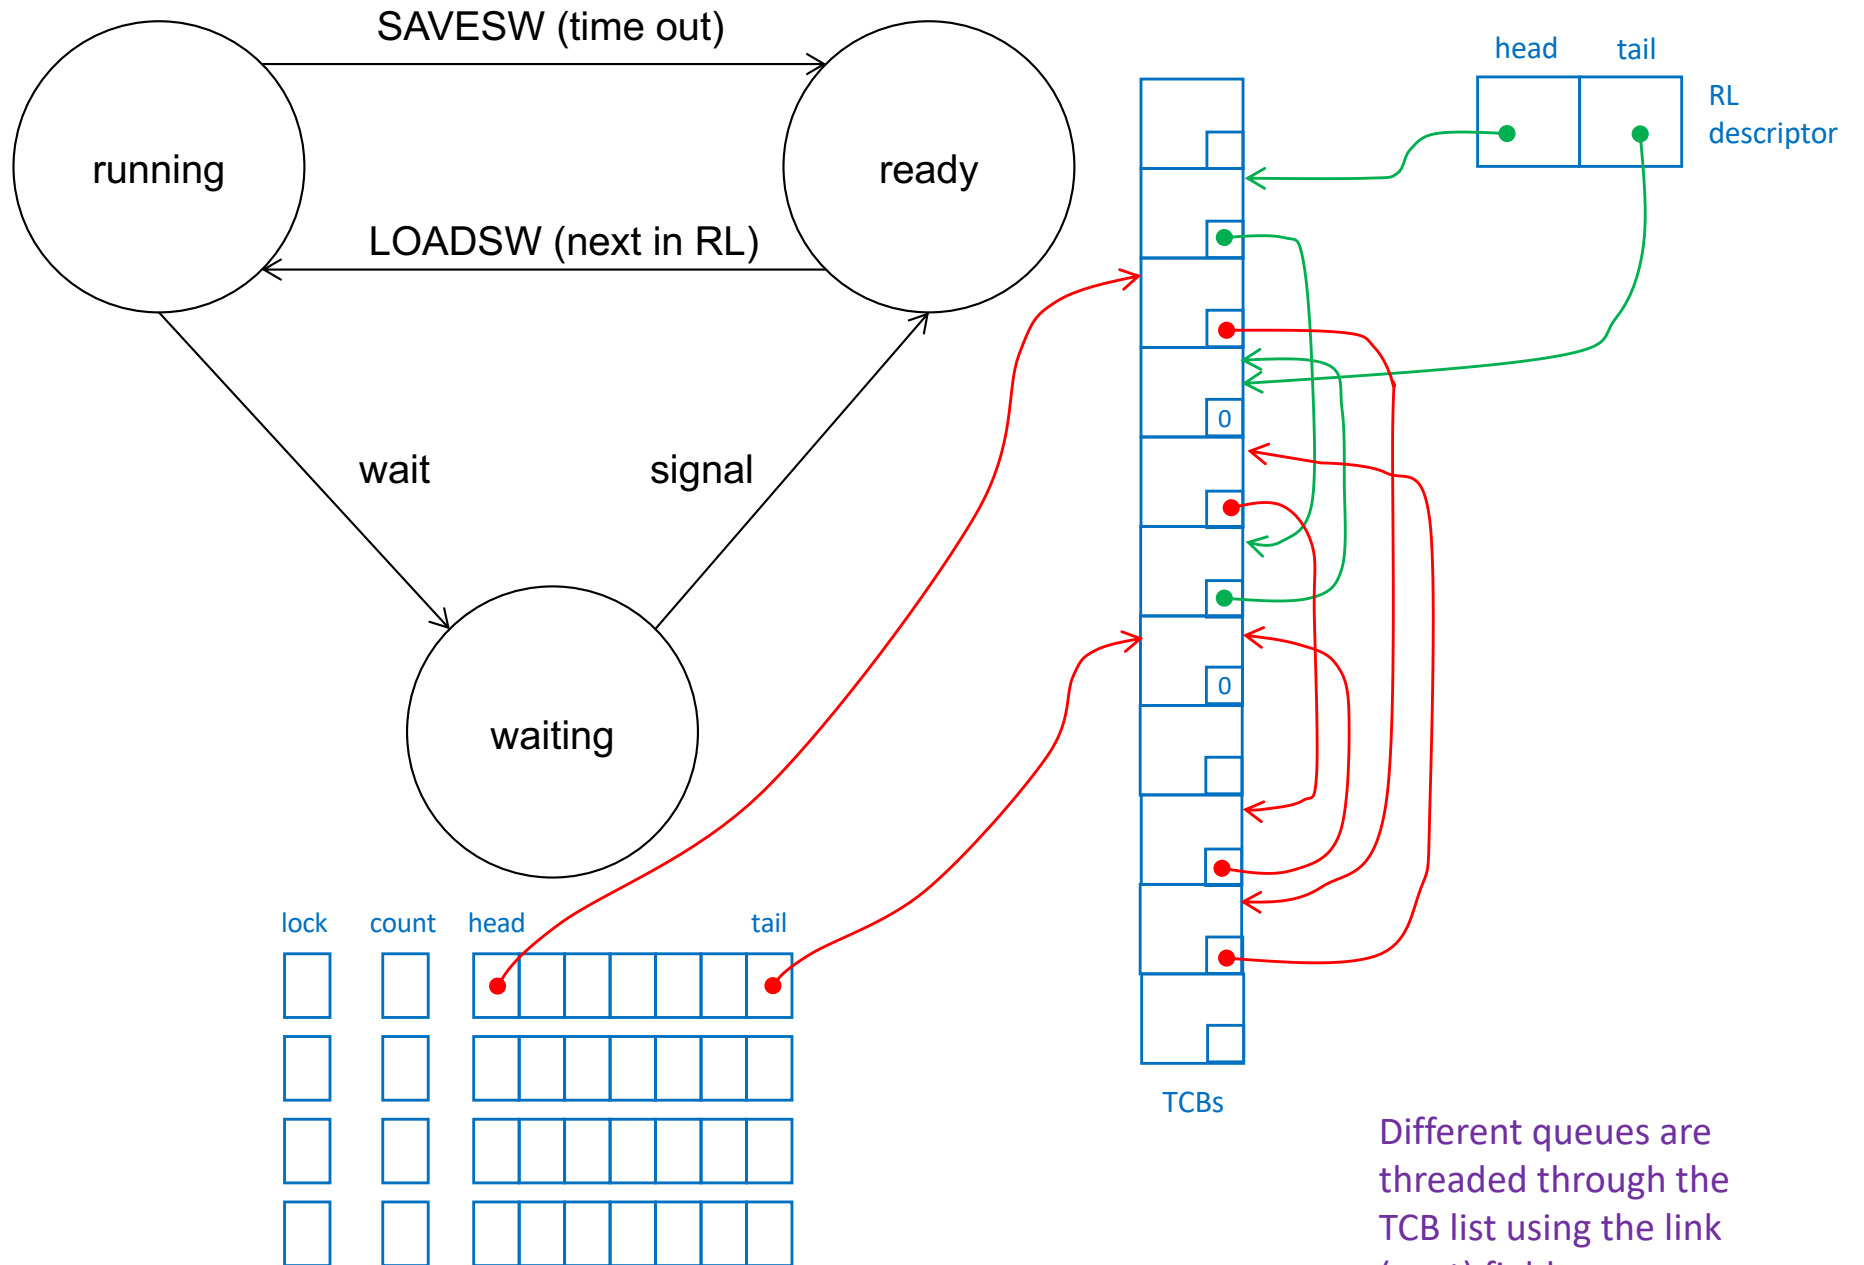 SAVESW (time out)
running
ready
LOADSW (next in RL)
wait
signal
waiting
head
tail
RL
descriptor
0
0
TCBs
lock
count
head
tail
Different queues are
threaded through the
TCB list using the link